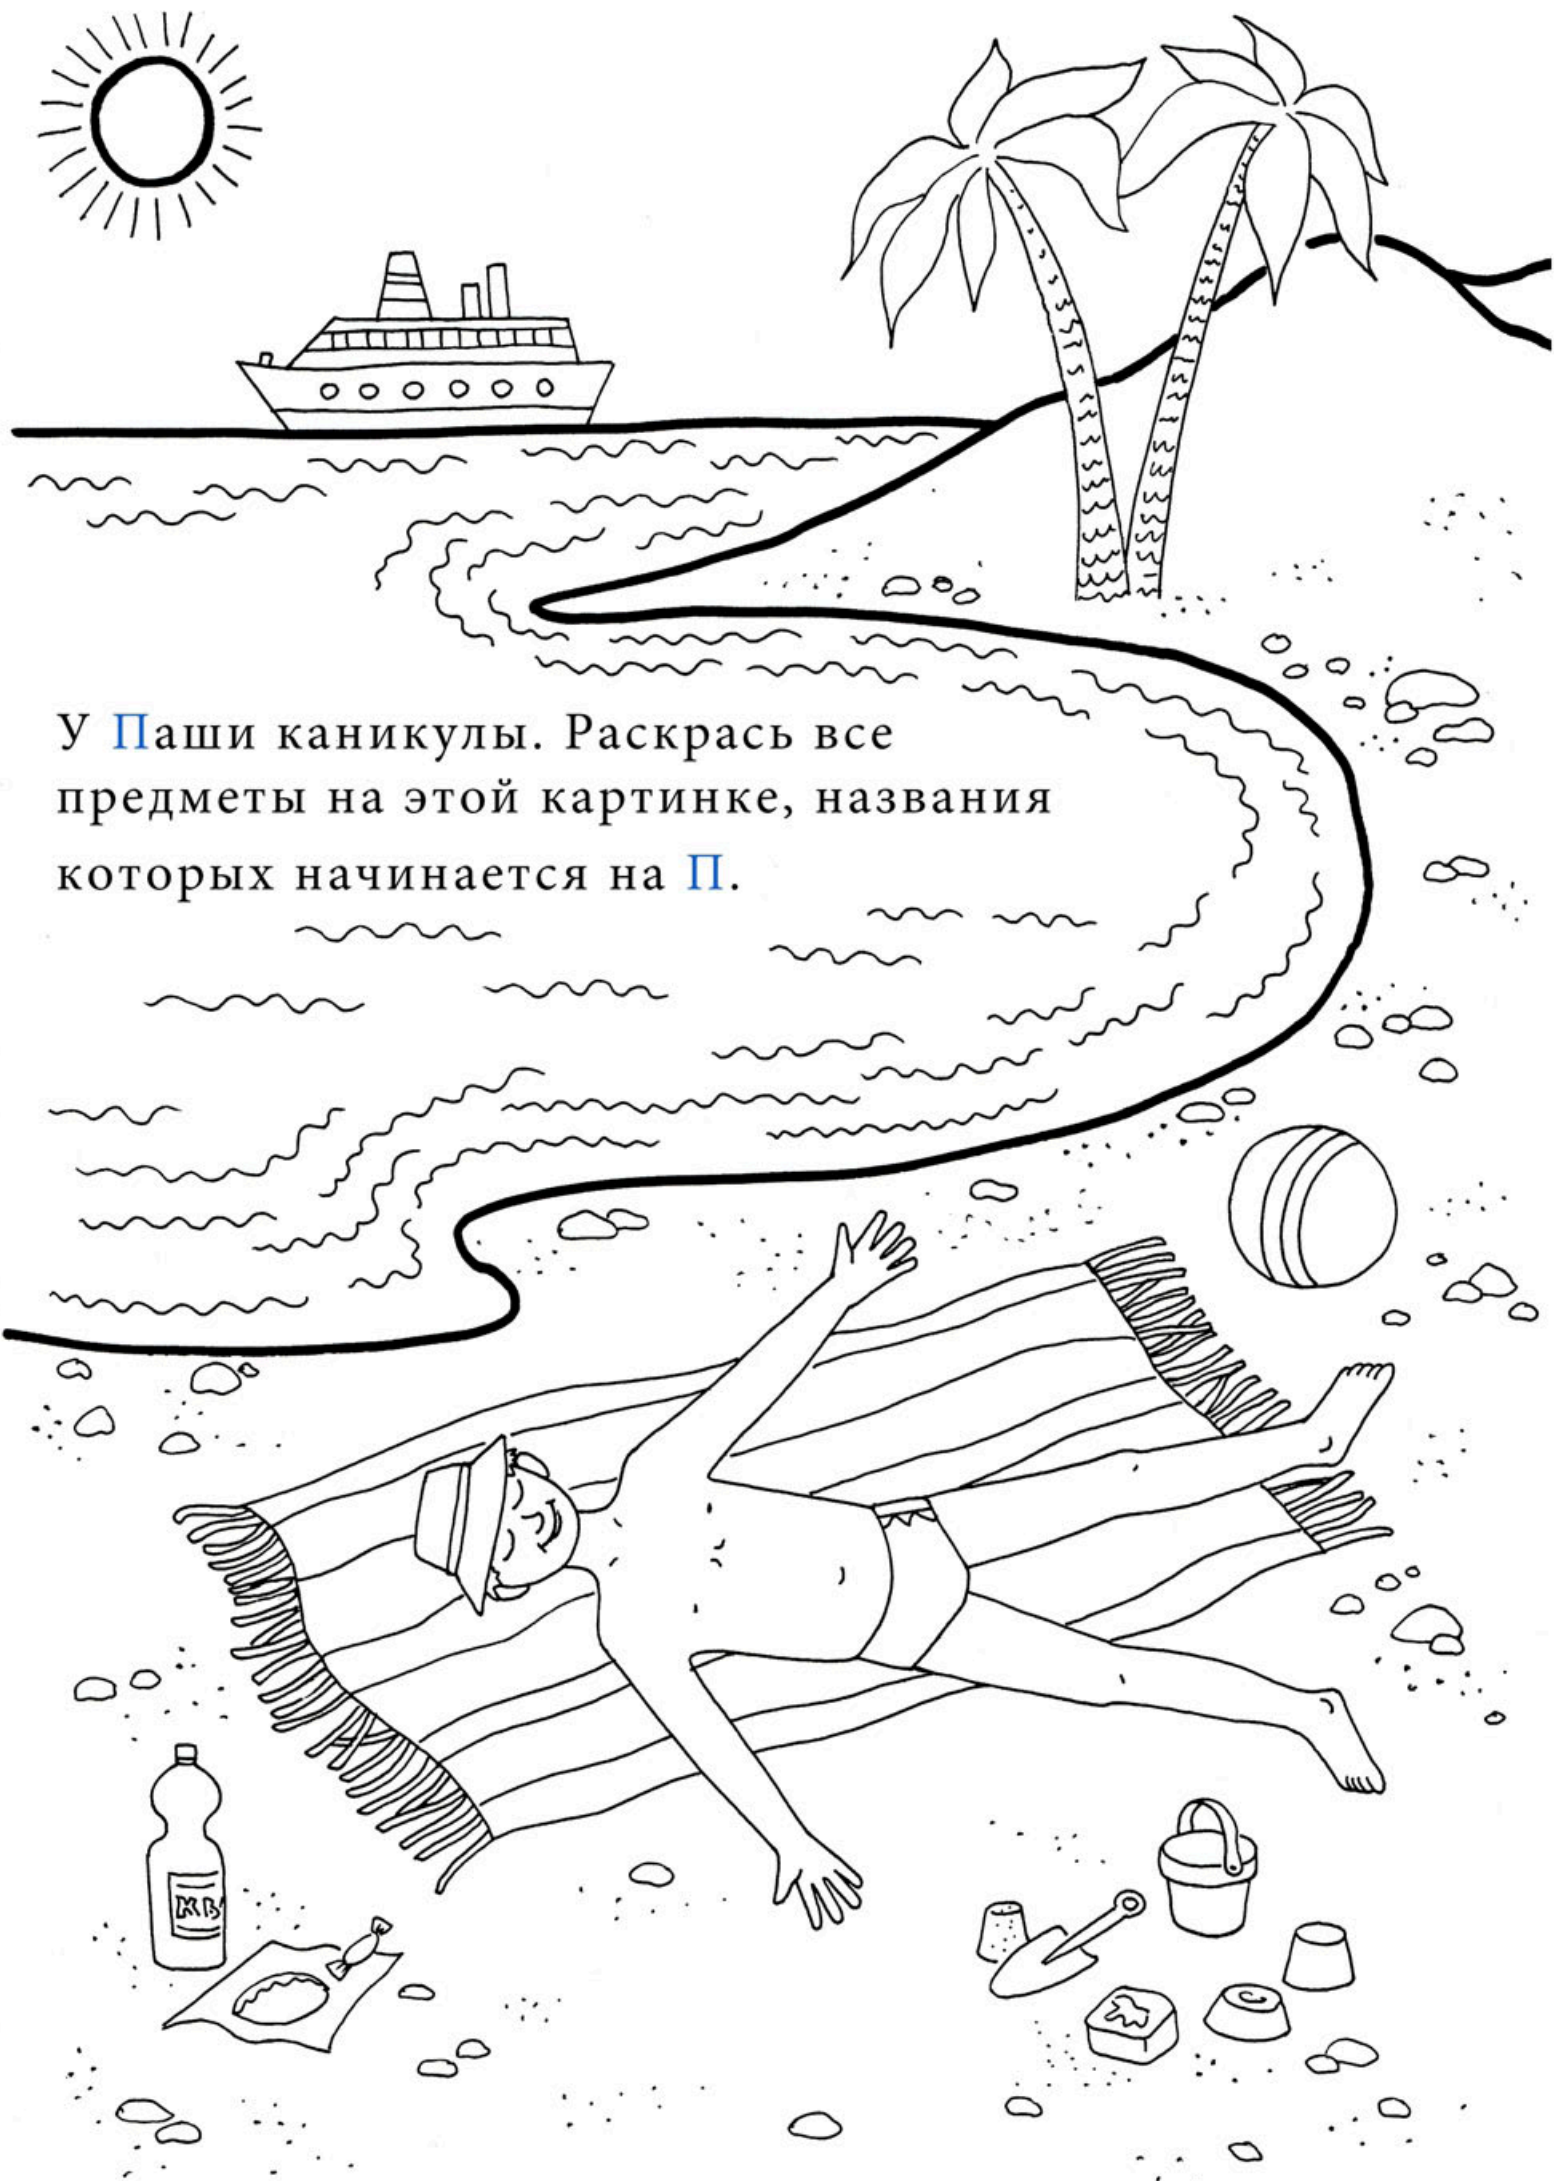 У Паши каникулы. Раскрась все
предметы на этой картинке, названия
которых начинается на П.
КВ